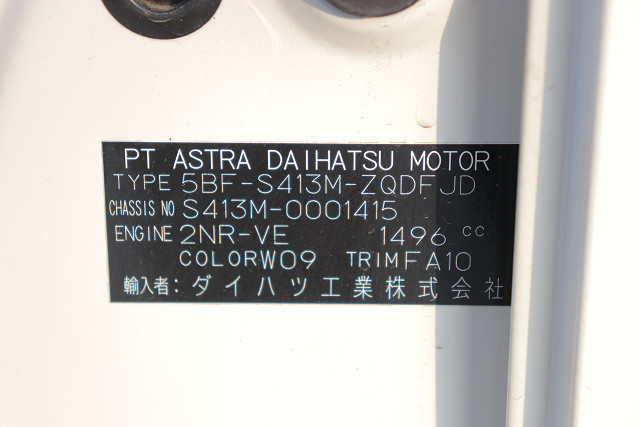 PT ASTRA DAIHATSU MOTOR
TYPE 5BF-S413M-ZQDFJD
CHASSIS NO S413M-0001415
ENGINE 2NR-VE 1496 cc
COLOR W09 TRIM FA10
輸入者: ダイハツ工業株式会社